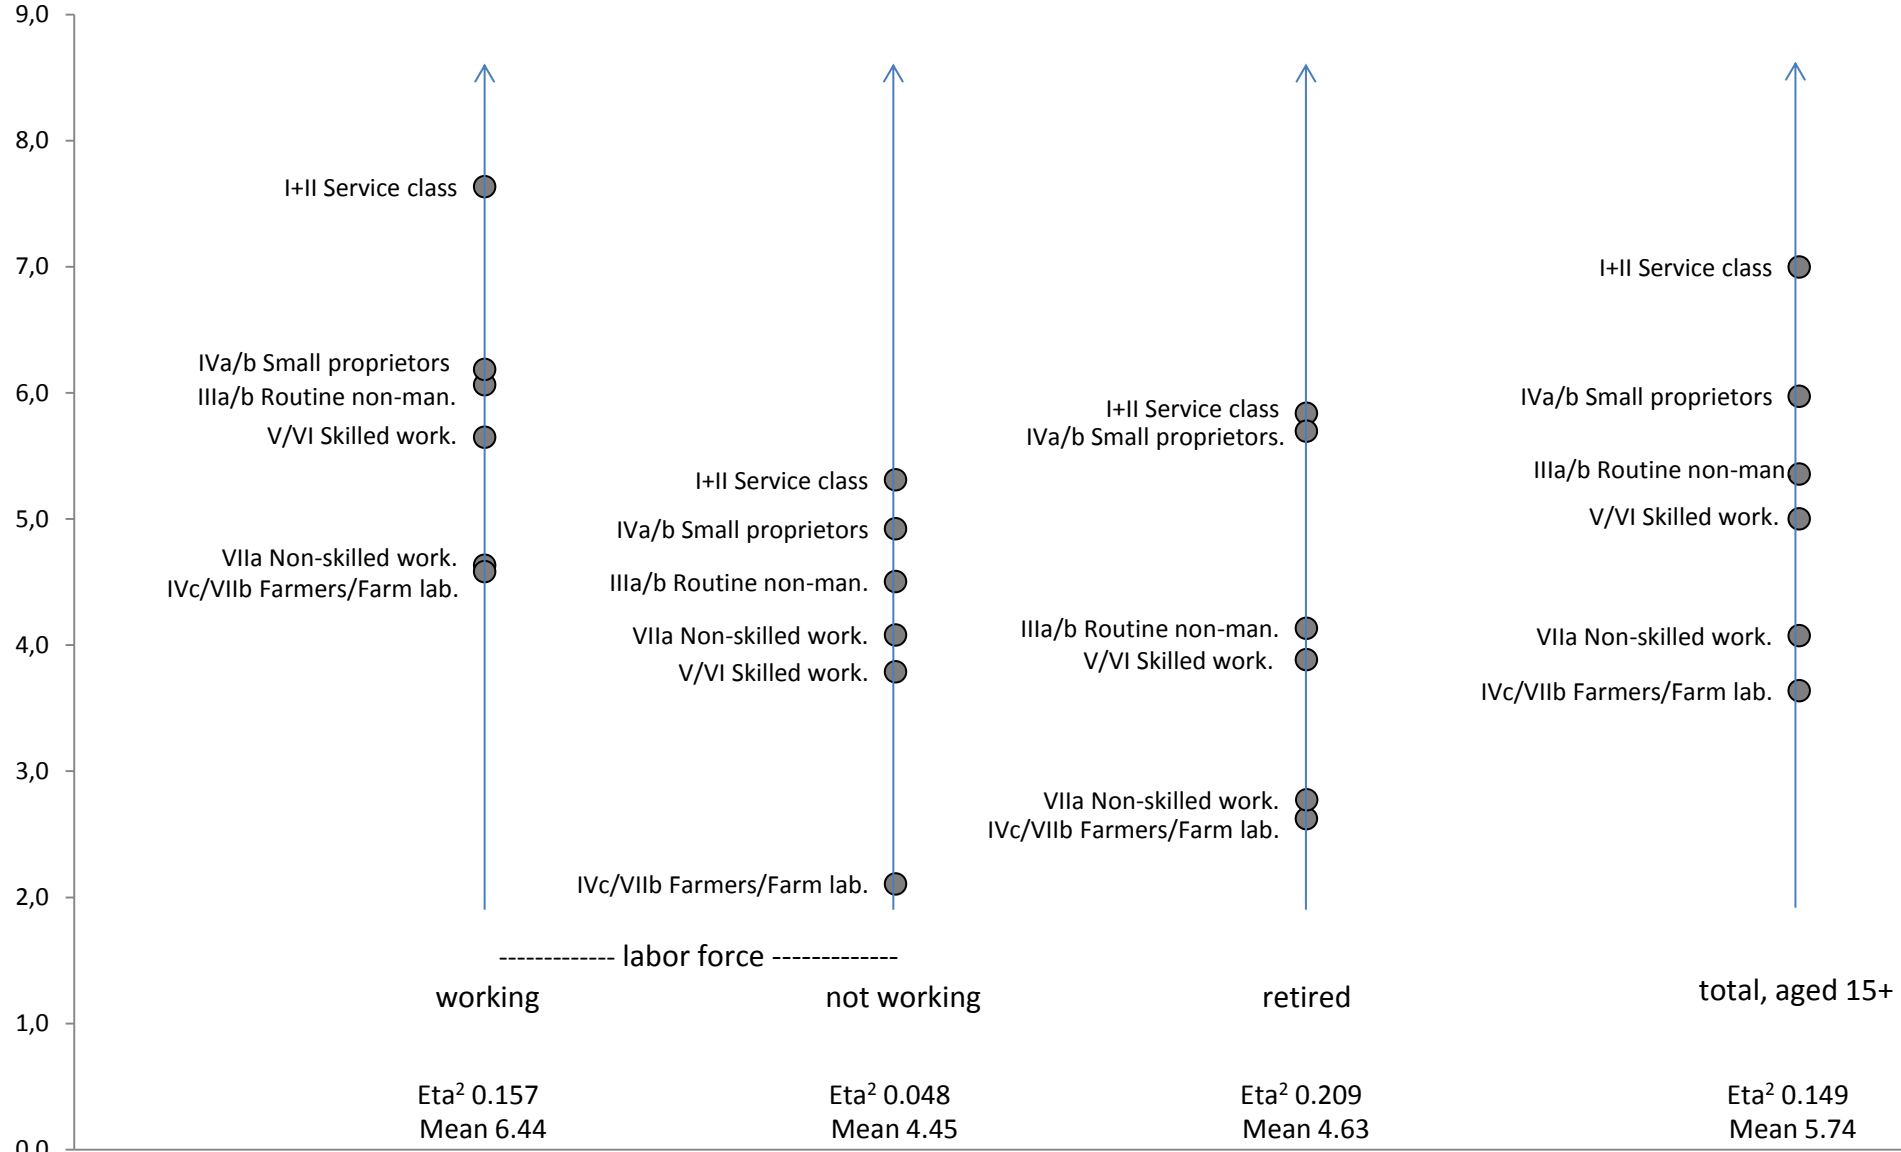 9,0
8,0
7,0
6,0
5,0
4,0
3,0
2,0
1,0
0,0
I+II Service class
IVa/b Small proprietors
IIIa/b Routine non-man.
V/VI Skilled work.
VIIa Non-skilled work.
IVc/VIIb Farmers/Farm lab.
I+II Service class
IVa/b Small proprietors
IIIa/b Routine non-man.
VIIa Non-skilled work.
V/VI Skilled work.
IVc/VIIb Farmers/Farm lab.
I+II Service class
IVa/b Small proprietors.
IIIa/b Routine non-man.
V/VI Skilled work.
VIIa Non-skilled work.
IVc/VIIb Farmers/Farm lab.
I+II Service class
IVa/b Small proprietors
IIIa/b Routine non-man
V/VI Skilled work.
VIIa Non-skilled work.
IVc/VIIb Farmers/Farm lab.
------------- labor force -------------
working
not working
retired
total, aged 15+
Eta² 0.157
Mean 6.44
Eta² 0.048
Mean 4.45
Eta² 0.209
Mean 4.63
Eta² 0.149
Mean 5.74